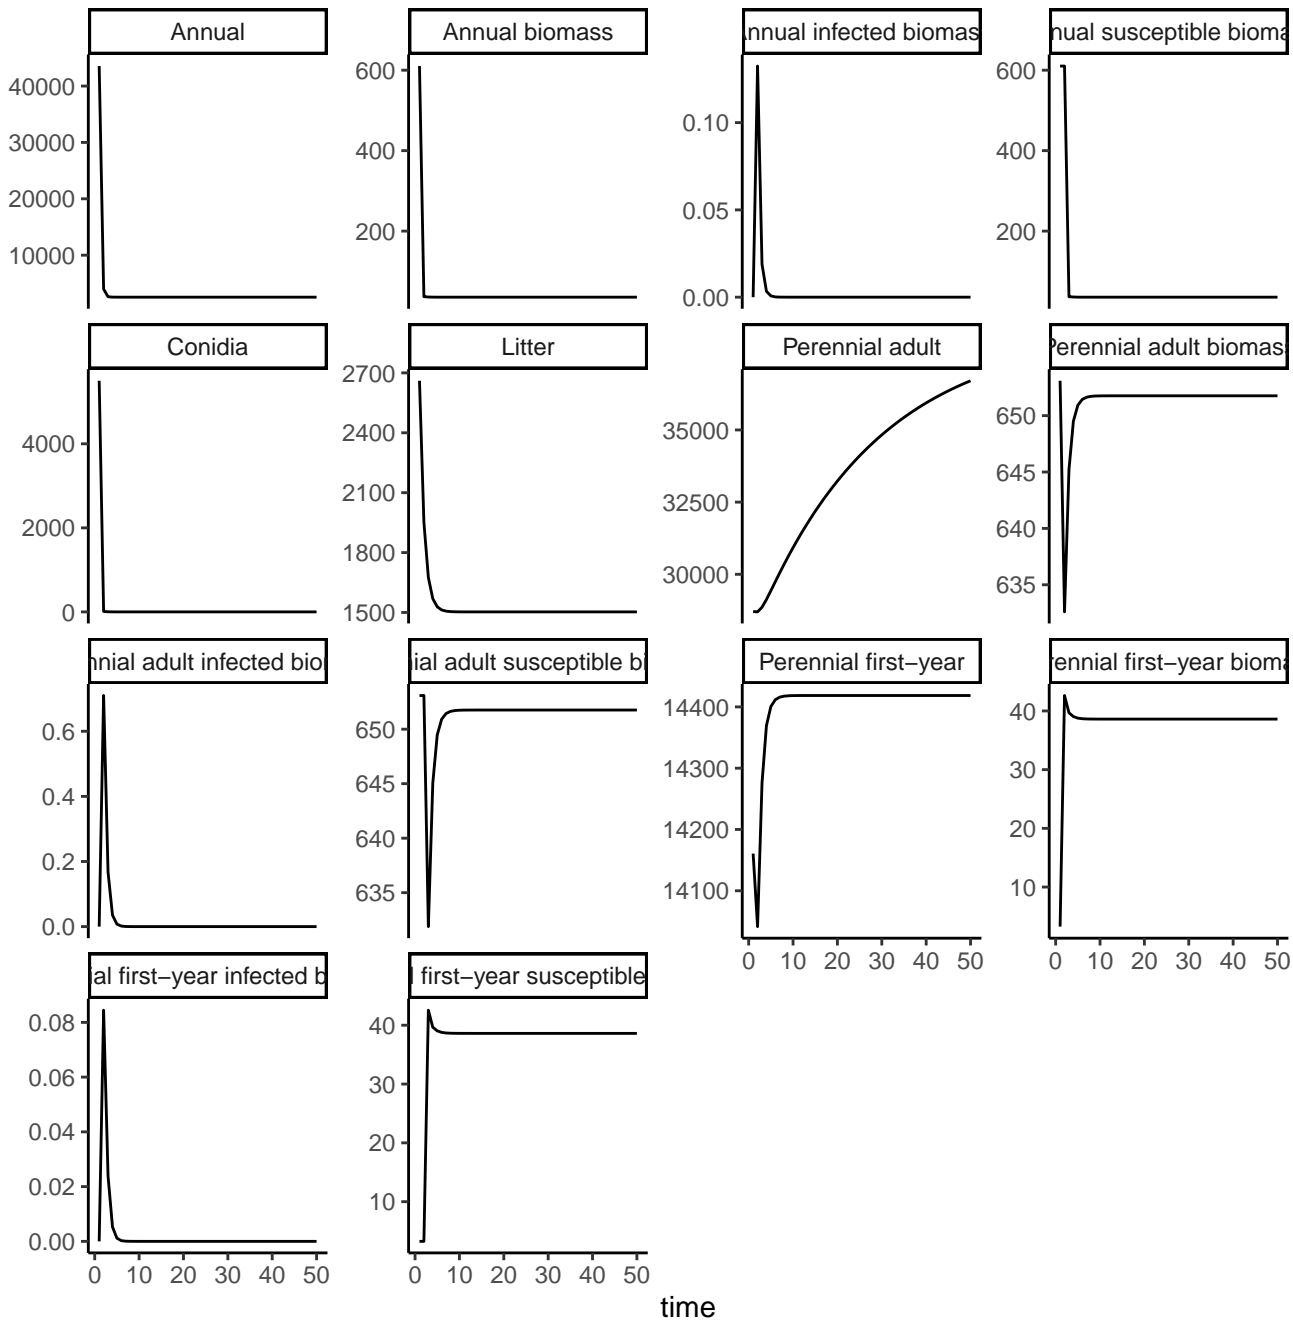 Annual
Annual biomass
Annual infected biomas
nual susceptible bioma
40000
30000
20000
10000
600
400
200
0.10
0.05
0.00
600
400
200
Conidia
Litter
Perennial adult
Perennial adult biomas
4000
2000
0
2700
2400
2100
1800
1500
35000
32500
30000
650
645
640
635
nnial adult infected bio
ial adult susceptible bi
Perennial first−year
rennial first−year bioma
0.6
0.4
0.2
0.0
650
645
640
635
14400
14300
14200
14100
40
30
20
10
0 10 20 30 40 50
0 10 20 30 40 50
ial first−year infected b
l first−year susceptible
0.08
0.06
0.04
0.02
0.00
40
30
20
10
0 10 20 30 40 50
0 10 20 30 40 50
time